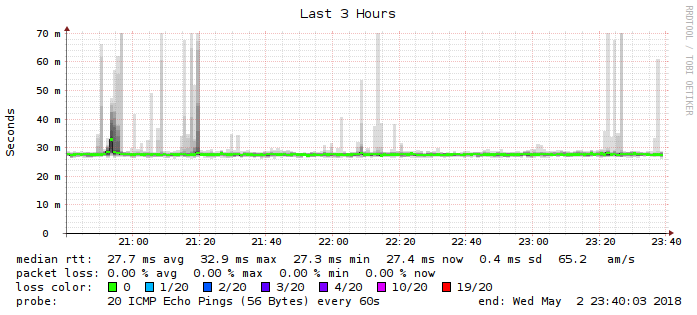 Last 3 Hours
RRDTOOL / TOBI OETIKER
Seconds
70 m
60 m
50 m
40 m
30 m
20 m
10 m
0
21:00 21:20 21:40 22:00 22:20 22:40 23:00 23:20 23:40
median rtt: 27.7 ms avg 32.9 ms max 27.3 ms min 27.4 ms now 0.4 ms sd 65.2 am/s
packet loss: 0.00 % avg 0.00 % max 0.00 % min 0.00 % now
loss color: 0 1/20 2/20 3/20 4/20 10/20 19/20
probe: 20 ICMP Echo Pings (56 Bytes) every 60s end: Wed May 2 23:40:03 2018